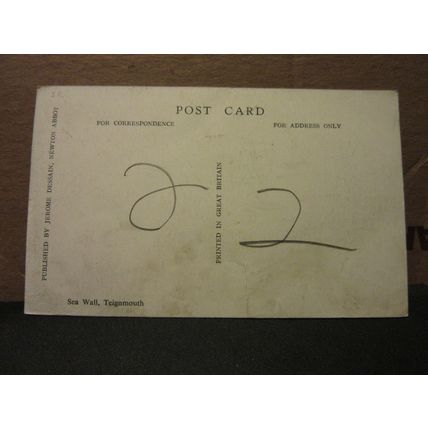 POST CARD
FOR CORRESPONDENCE
FOR ADDRESS ONLY
PUBLISHED BY JEROME DESSAIN, NEWTON ABBOT
PRINTED IN GREAT BRITAIN
2
2
Sea Wall, Teignmouth